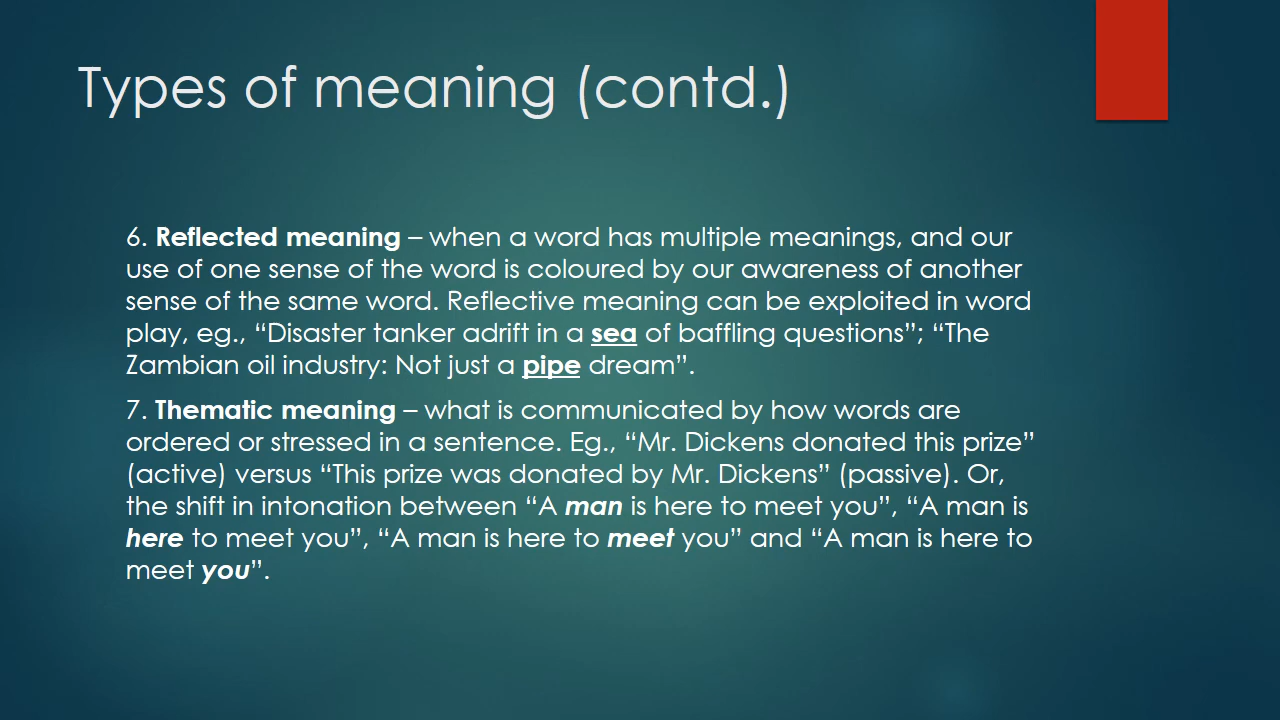 Types of meaning (contd.)
6. Reflected meaning – when a word has multiple meanings, and our
use of one sense of the word is coloured by our awareness of another
sense of the same word. Reflective meaning can be exploited in word
play, eg., “Disaster tanker adrift in a sea of baffling questions”; “The
Zambian oil industry: Not just a pipe dream”.
7. Thematic meaning – what is communicated by how words are
ordered or stressed in a sentence. Eg., “Mr. Dickens donated this prize”
(active) versus “This prize was donated by Mr. Dickens” (passive). Or,
the shift in intonation between “A man is here to meet you”, “A man is
here to meet you”, “A man is here to meet you” and “A man is here to
meet you”.